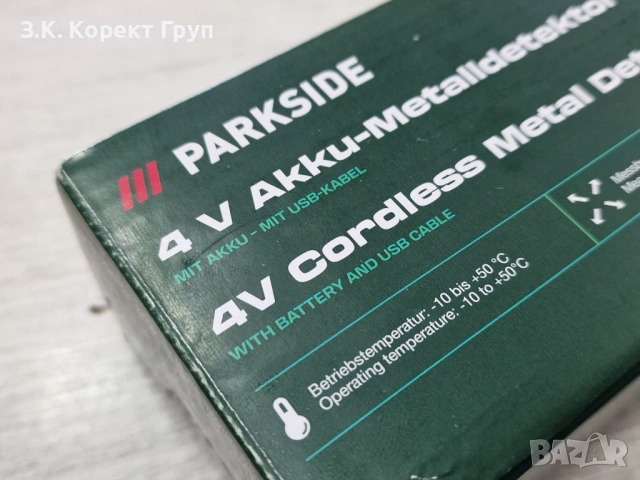 З.К. Корект Груп
PARKSIDE
4 V Akku-Metalldetektor
MIT AKKU - MIT USB-KABEL
4V Cordless Metal
WITH BATTERY AND USB CABLE
Betriebstemperatur: -10 bis +50 °C
Operating temperature: -10 to +50°C
BAZAR